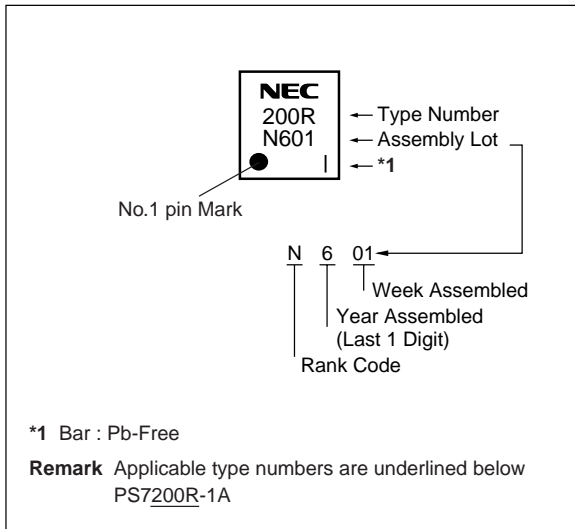 NEC
200R
N601
|
Type Number
Assembly Lot
*1
No.1 pin Mark
N 6 01
Week Assembled
Year Assembled
(Last 1 Digit)
Rank Code
*1 Bar : Pb-Free
Remark Applicable type numbers are underlined below
PS7200R-1A